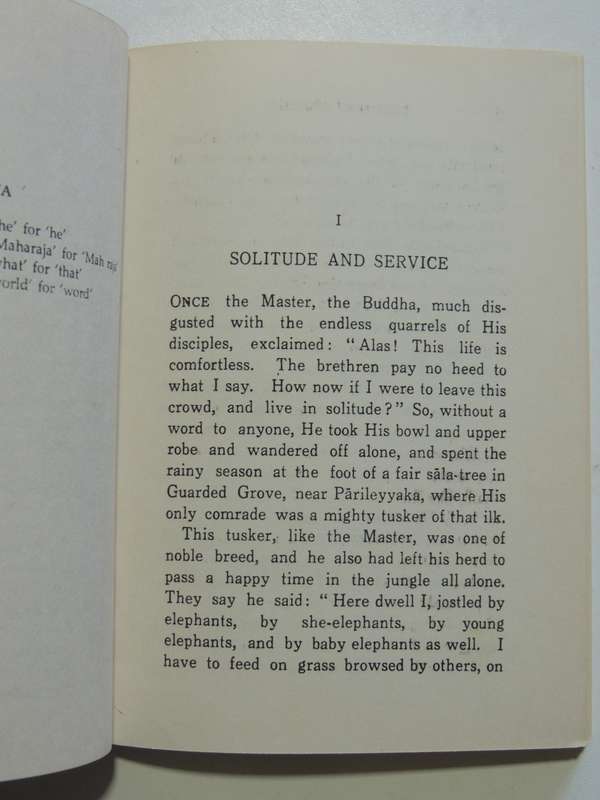 A
he' for 'he'
Maharaja' for 'Mah raja'
what' for 'that'
world' for 'word'
I
SOLITUDE AND SERVICE
ONCE the Master, the Buddha, much dis-
gusted with the endless quarrels of His
disciples, exclaimed: “Alas! This life is
comfortless. The brethren pay no heed to
what I say. How now if I were to leave this
crowd, and live in solitude?” So, without a
word to anyone, He took His bowl and upper
robe and wandered off alone, and spent the
rainy season at the foot of a fair sāla-tree in
Guarded Grove, near Pārileyyaka, where His
only comrade was a mighty tusker of that ilk.
This tusker, like the Master, was one of
noble breed, and he also had left his herd to
pass a happy time in the jungle all alone.
They say he said: “Here dwell I, jostled by
elephants, by she-elephants, by young
elephants, and by baby elephants as well. I
have to feed on grass browsed by others, on